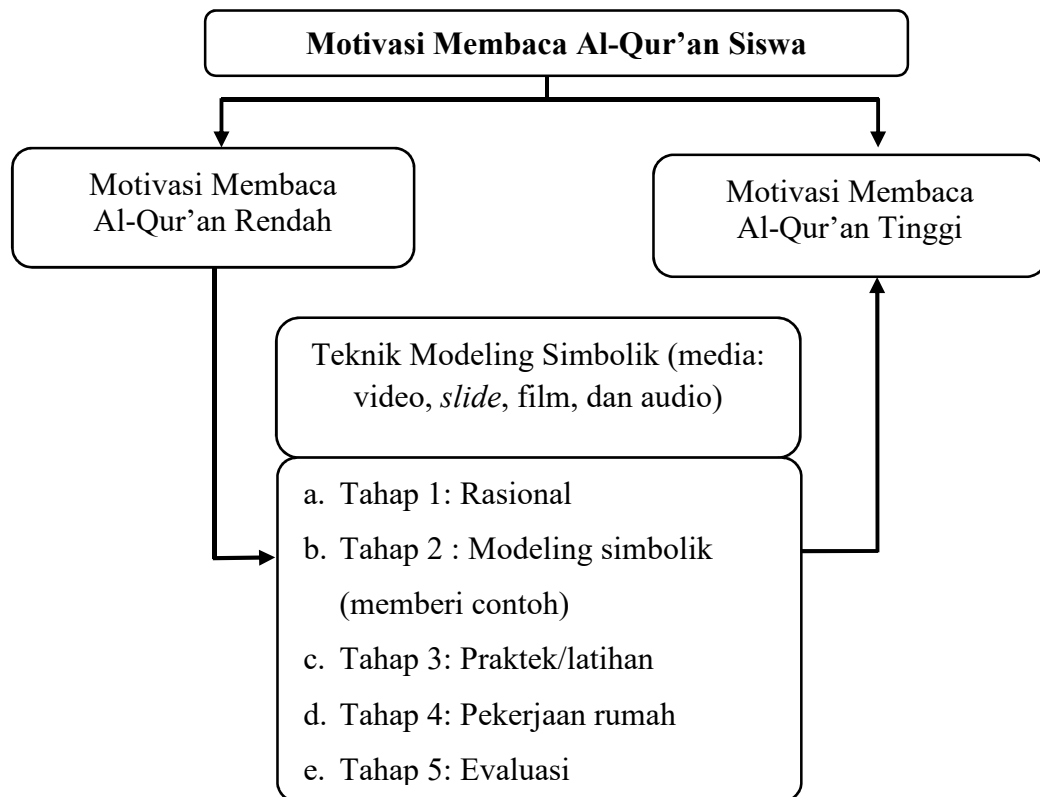 Motivasi Membaca Al-Qur’an Siswa
Motivasi Membaca
Al-Qur’an Rendah
Motivasi Membaca
Al-Qur’an Tinggi
Teknik Modeling Simbolik (media:
video, slide, film, dan audio)
a. Tahap 1: Rasional
b. Tahap 2 : Modeling simbolik
(memberi contoh)
c. Tahap 3: Praktek/latihan
d. Tahap 4: Pekerjaan rumah
e. Tahap 5: Evaluasi